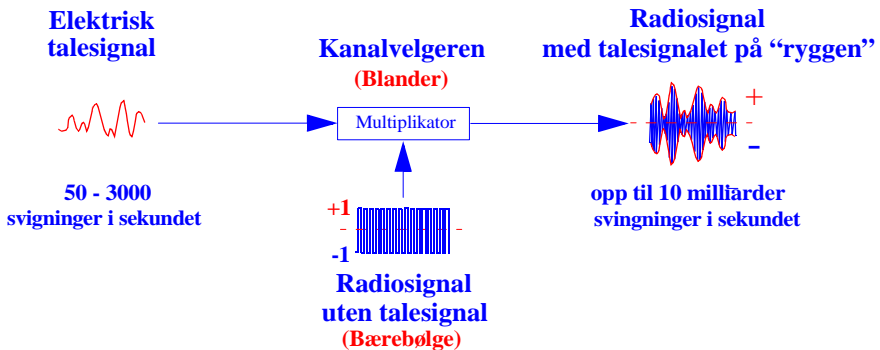 Elektrisk
talesignal
Kanalvelgeren
(Blander)
Radiosignal
med talesignalet på “ryggen”
Multiplikator
+
-
50 - 3000
svigninger i sekundet
opp til 10 milliarder
svingninger i sekundet
+1
-1
Radiosignal
uten talesignal
(Bærebølge)